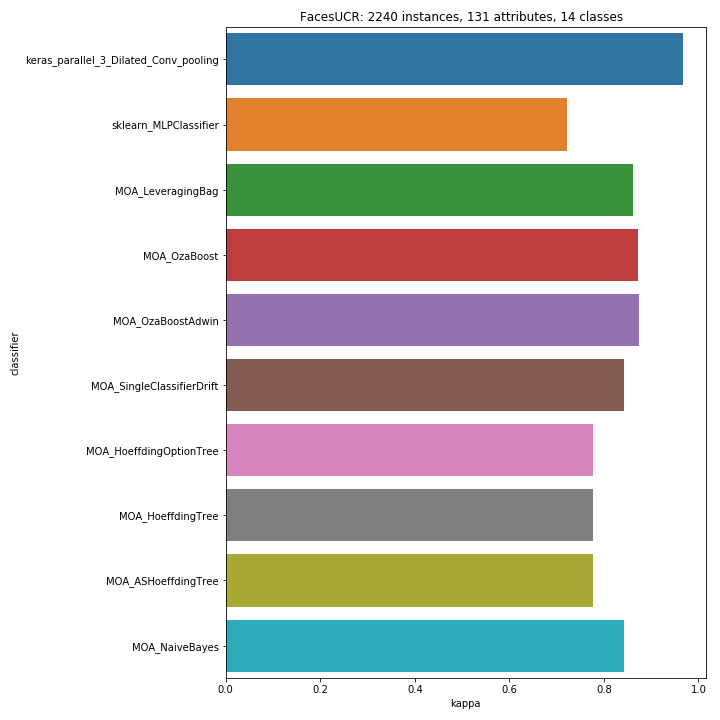 FacesUCR: 2240 instances, 131 attributes, 14 classes
keras_parallel_3_Dilated_Conv_pooling
sklearn_MLPClassifier
MOA_LeveragingBag
MOA_OzaBoost
MOA_OzaBoostAdwin
classifier
MOA_SingleClassifierDrift
MOA_HoeffdingOptionTree
MOA_HoeffdingTree
MOA_ASHoeffdingTree
MOA_NaiveBayes
0.0 0.2 0.4 0.6 0.8 1.0
kappa